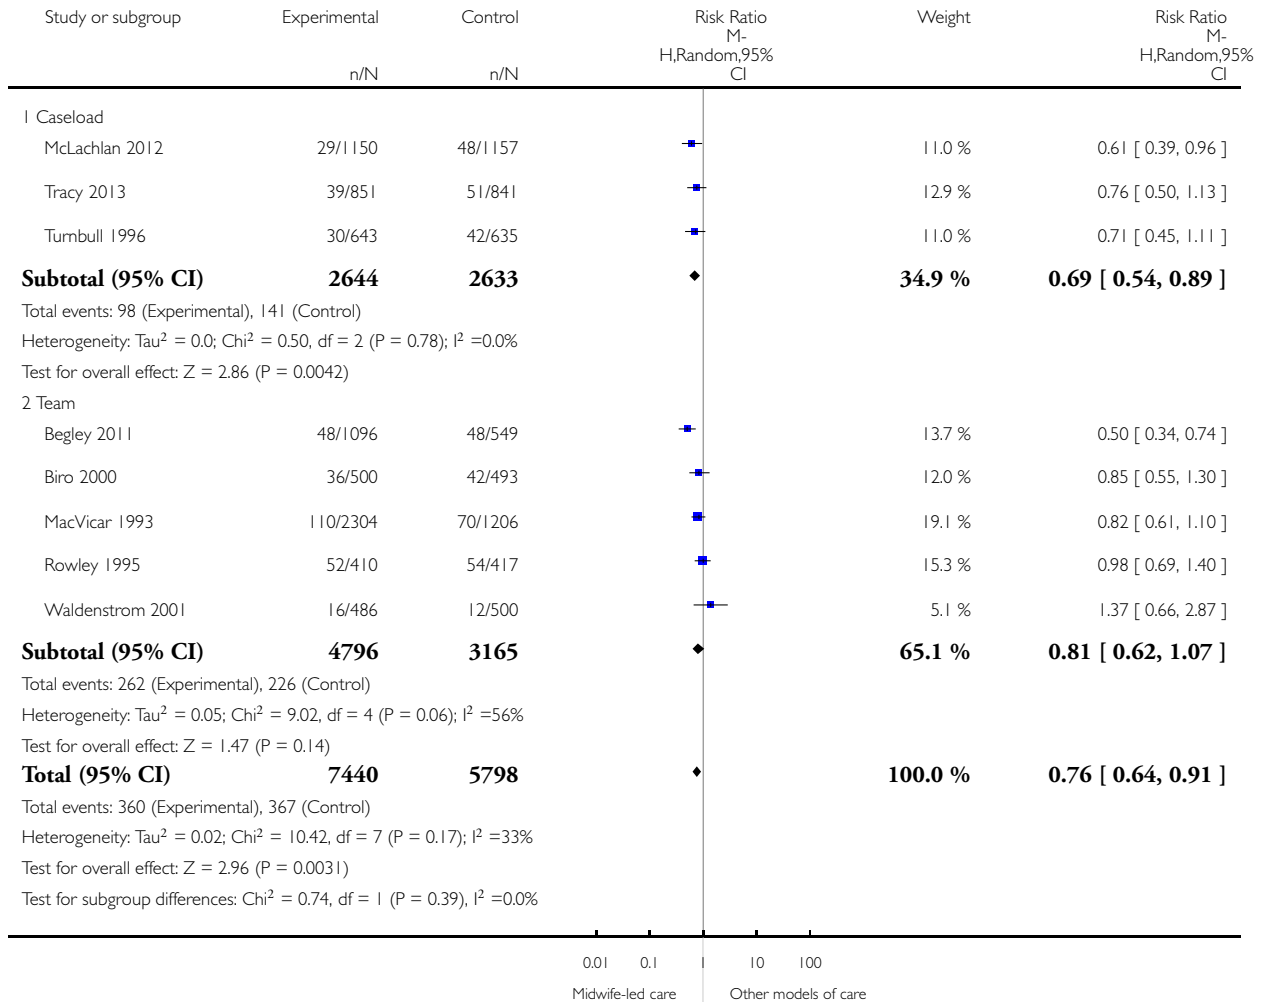 Study or subgroup Experimental Control Risk Ratio Weight Risk Ratio
M- M-
H,Random,95% H,Random,95%
n/N n/N CI CI
1 Caseload
McLachlan 2012 29/1150 48/1157 11.0 % 0.61 [ 0.39, 0.96 ]
Tracy 2013 39/851 51/841 12.9 % 0.76 [ 0.50, 1.13 ]
Turnbull 1996 30/643 42/635 11.0 % 0.71 [ 0.45, 1.11 ]
Subtotal (95% CI) 2644 2633 34.9 % 0.69 [ 0.54, 0.89 ]
Total events: 98 (Experimental), 141 (Control)
Heterogeneity: Tau² = 0.0; Chi² = 0.50, df = 2 (P = 0.78); I² =0.0%
Test for overall effect: Z = 2.86 (P = 0.0042)
2 Team
Begley 2011 48/1096 48/549 13.7 % 0.50 [ 0.34, 0.74 ]
Biro 2000 36/500 42/493 12.0 % 0.85 [ 0.55, 1.30 ]
MacVicar 1993 110/2304 70/1206 19.1 % 0.82 [ 0.61, 1.10 ]
Rowley 1995 52/410 54/417 15.3 % 0.98 [ 0.69, 1.40 ]
Waldenstrom 2001 16/486 12/500 5.1 % 1.37 [ 0.66, 2.87 ]
Subtotal (95% CI) 4796 3165 65.1 % 0.81 [ 0.62, 1.07 ]
Total events: 262 (Experimental), 226 (Control)
Heterogeneity: Tau² = 0.05; Chi² = 9.02, df = 4 (P = 0.06); I² =56%
Test for overall effect: Z = 1.47 (P = 0.14)
Total (95% CI) 7440 5798 100.0 % 0.76 [ 0.64, 0.91 ]
Total events: 360 (Experimental), 367 (Control)
Heterogeneity: Tau² = 0.02; Chi² = 10.42, df = 7 (P = 0.17); I² =33%
Test for overall effect: Z = 2.96 (P = 0.0031)
Test for subgroup differences: Chi² = 0.74, df = 1 (P = 0.39), I² =0.0%
0.01 0.1 1 10 100
Midwife-led care Other models of care